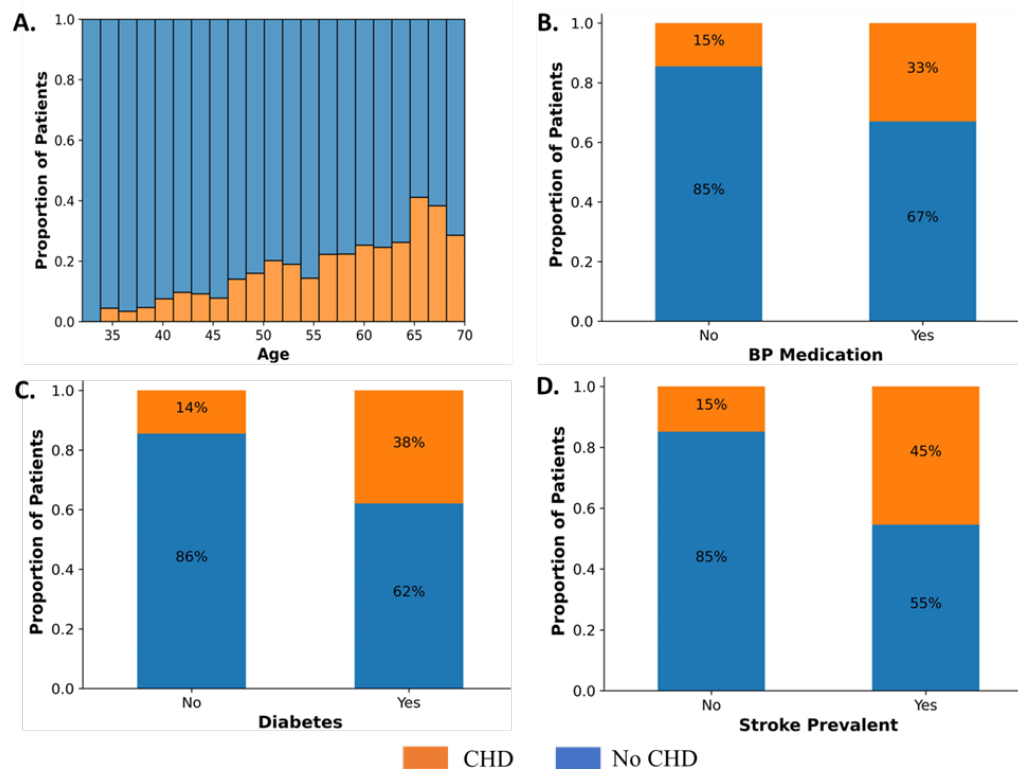 A.
Proportion of Patients
1.0
0.8
0.6
0.4
0.2
0.0
35 40 45 50 55 60 65 70
Age
B.
Proportion of Patients
1.0
0.8
0.6
0.4
0.2
0.0
15%
85%
33%
67%
No Yes
BP Medication
C.
Proportion of Patients
1.0
0.8
0.6
0.4
0.2
0.0
14%
86%
38%
62%
No Yes
Diabetes
D.
Proportion of Patients
1.0
0.8
0.6
0.4
0.2
0.0
15%
85%
45%
55%
No Yes
Stroke Prevalent
CHD No CHD